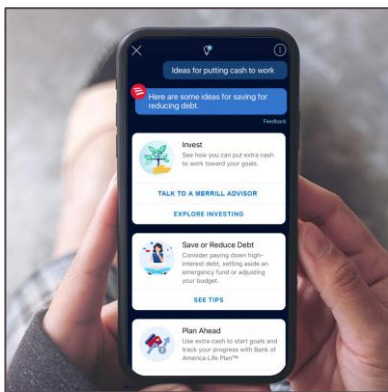 Ideas for putting cash to work
Here are some ideas for saving for
reducing debt.
Feedback
Invest
See how you can put extra cash
to work toward your goals.
TALK TO A MERRILL ADVISOR
EXPLORE INVESTING
Save or Reduce Debt
Consider paying down high-
interest debt, setting aside an
emergency fund or adjusting
your budget.
SEE TIPS
Plan Ahead
Use extra cash to start goals and
track your progress with Bank of
America Life Plan™